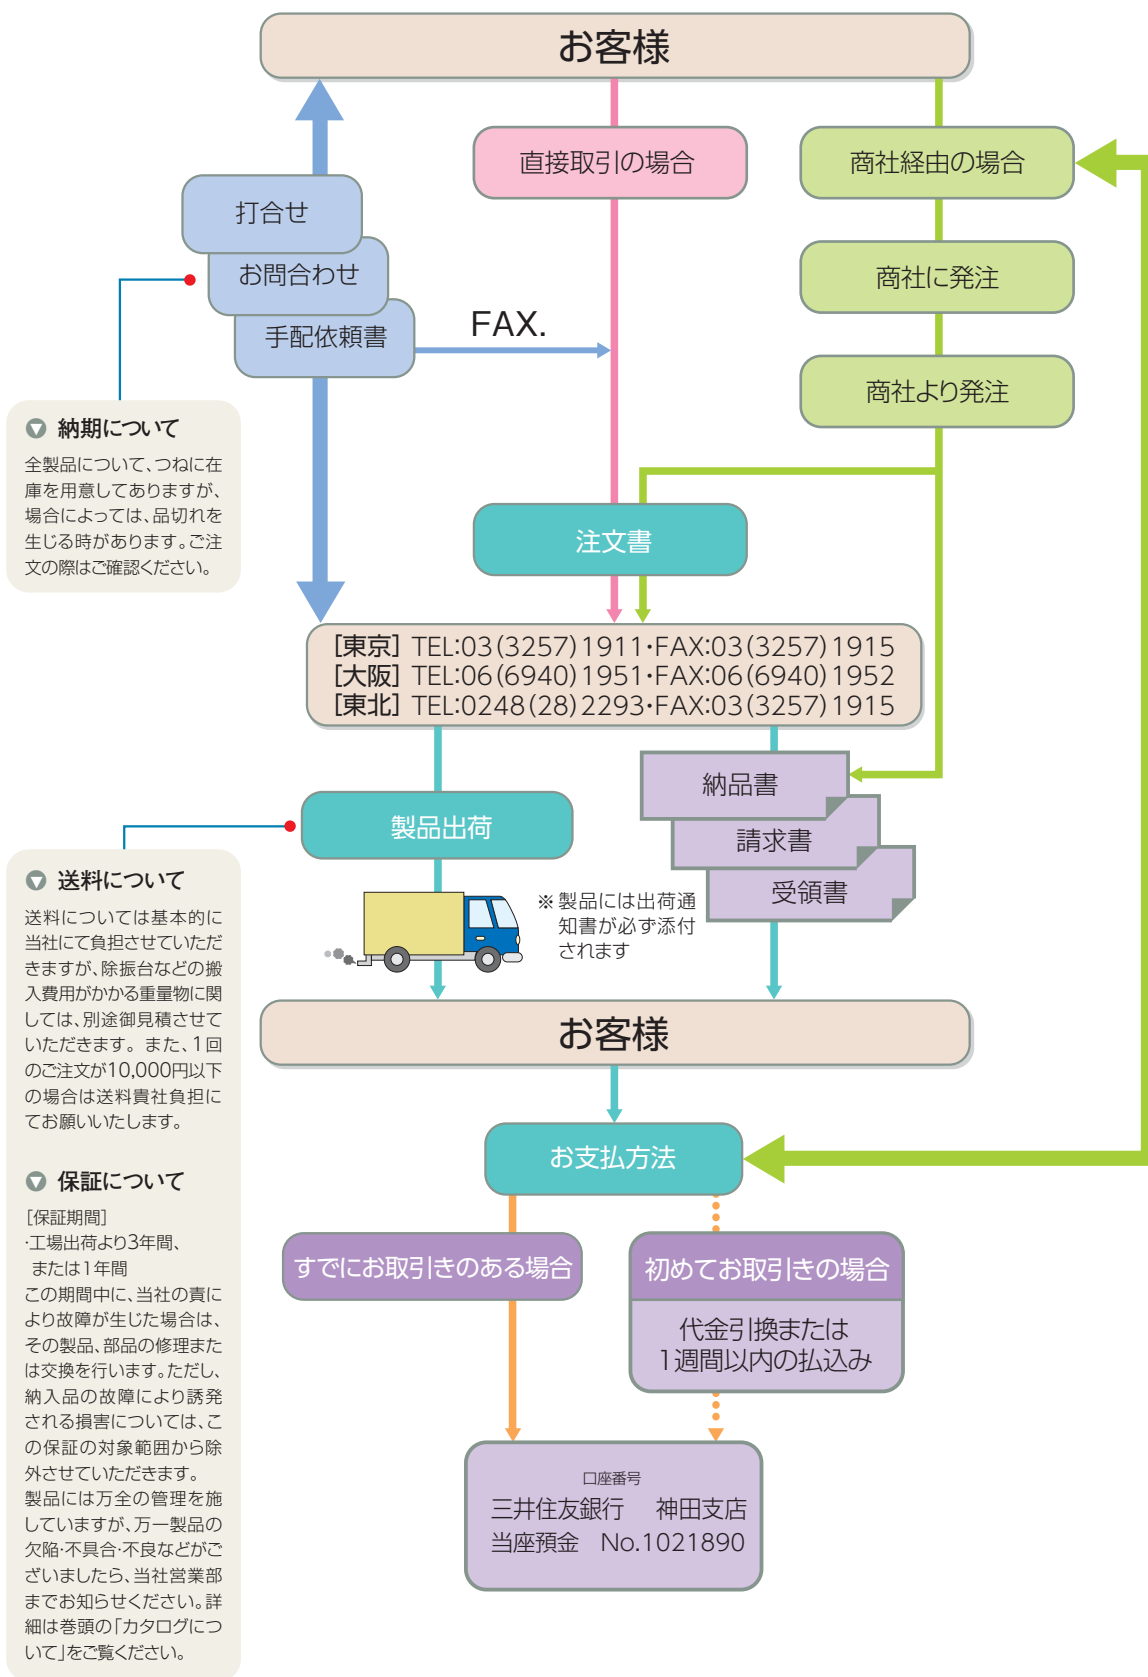 お客様
直接取引の場合
商社経由の場合
打合せ
お問合わせ
手配依頼書
FAX.
商社に発注
商社より発注
納期について
全製品について、つねに在
庫を用意してありますが、
場合によっては、品切れを
生じる時があります。ご注
文の際はご確認ください。
注文書
[東京] TEL:03(3257)1911・FAX:03(3257)1915
[大阪] TEL:06(6940)1951・FAX:06(6940)1952
[東北] TEL:0248(28)2293・FAX:03(3257)1915
納品書
請求書
受領書
製品出荷
※製品には出荷通
知書が必ず添付
されます
送料について
送料については基本的に
当社にて負担させていただ
きますが、除振台などの搬
入費用がかかる重量物に関
しては、別途御見積させて
いただきます。また、1回
のご注文が10,000円以下
の場合は送料貴社負担に
てお願いいたします。
お客様
お支払方法
保証について
[保証期間]
・工場出荷より3年間、
または1年間
この期間中に、当社の責に
より故障が生じた場合は、
その製品、部品の修理また
は交換を行います。ただし、
納入品の故障により誘発
される損害については、こ
の保証の対象範囲から除
外させていただきます。
製品には万全の管理を施
していますが、万一製品の
欠陥・不具合・不良などがご
ざいましたら、当社営業部
までお知らせください。詳
細は巻頭の「カタログにつ
いて」をご覧ください。
すでにお取引きのある場合
初めてお取引きの場合
代金引換または
1週間以内の払込み
口座番号
三井住友銀行 神田支店
当座預金 No.1021890